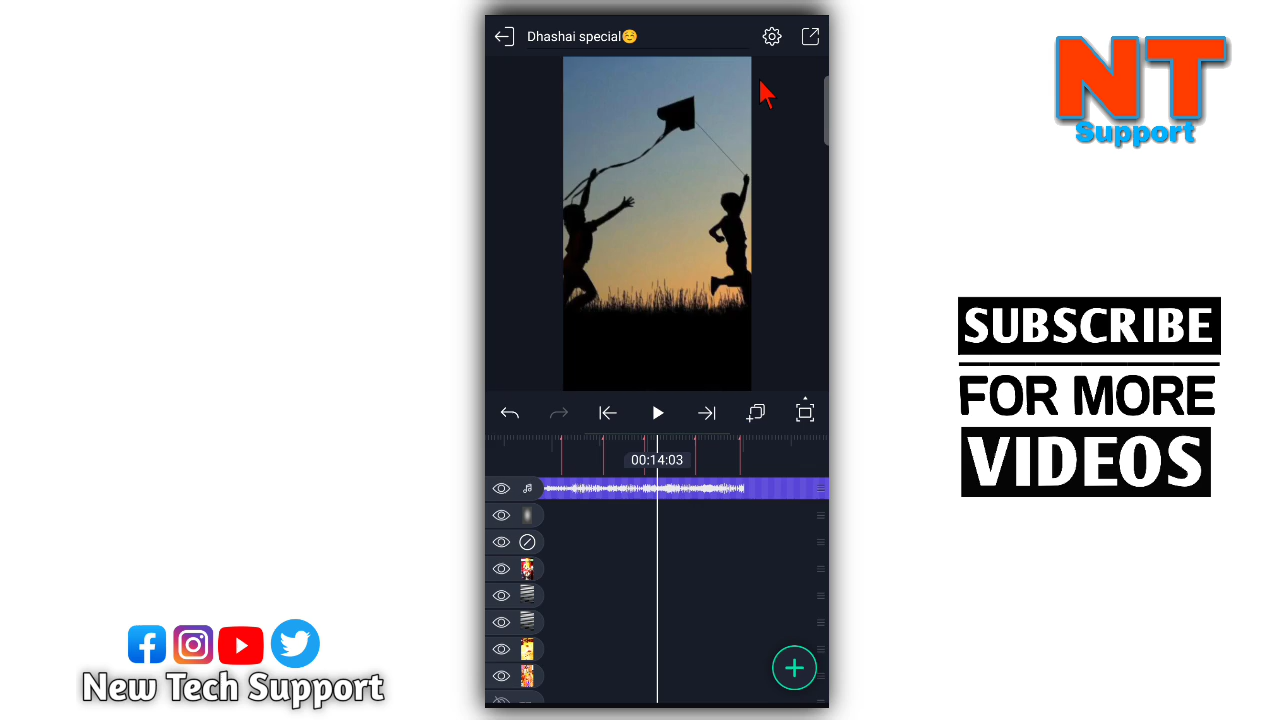 Dhashai special😊
NT
Support
SUBSCRIBE
FOR MORE
VIDEOS
00:14:03
New Tech Support